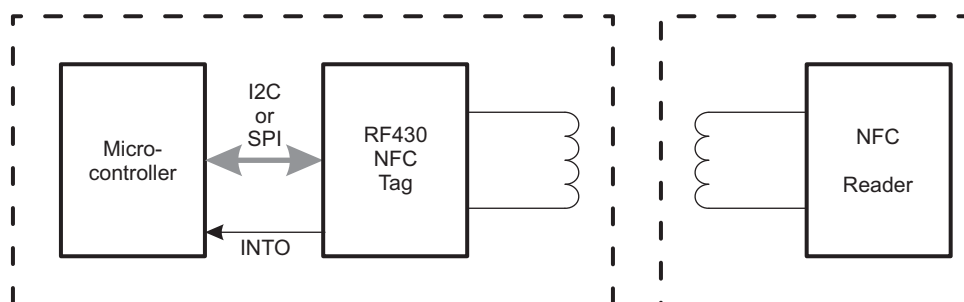 Micro-
controller
I2C
or
SPI
INTO
RF430
NFC
Tag
NFC
Reader